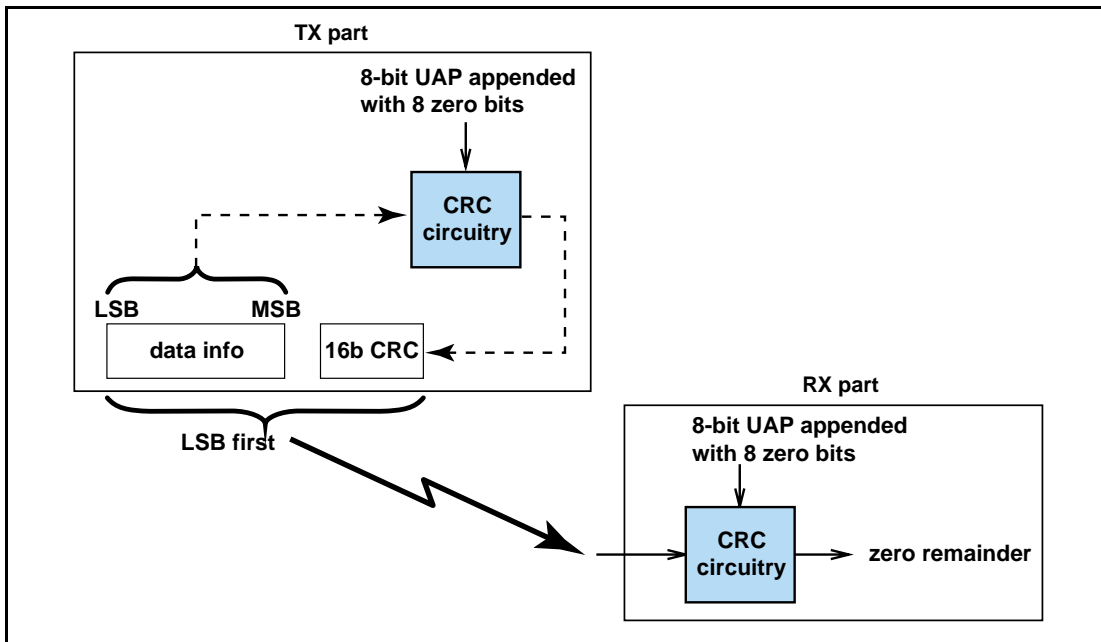 TX part
8-bit UAP appended
with 8 zero bits
CRC
circuitry
LSB
MSB
data info
16b CRC
LSB first
RX part
8-bit UAP appended
with 8 zero bits
CRC
circuitry
zero remainder